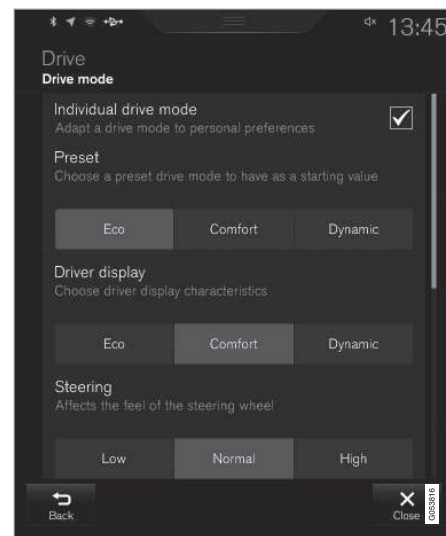 13:45
Drive
Drive mode
Individual drive mode
Adapt a drive mode to personal preferences
Preset
Choose a preset drive mode to have as a starting value
Eco Comfort Dynamic
Driver display
Choose driver display characteristics
Eco Comfort Dynamic
Steering
Affects the feel of the steering wheel
Low Normal High
Back Close
G053816